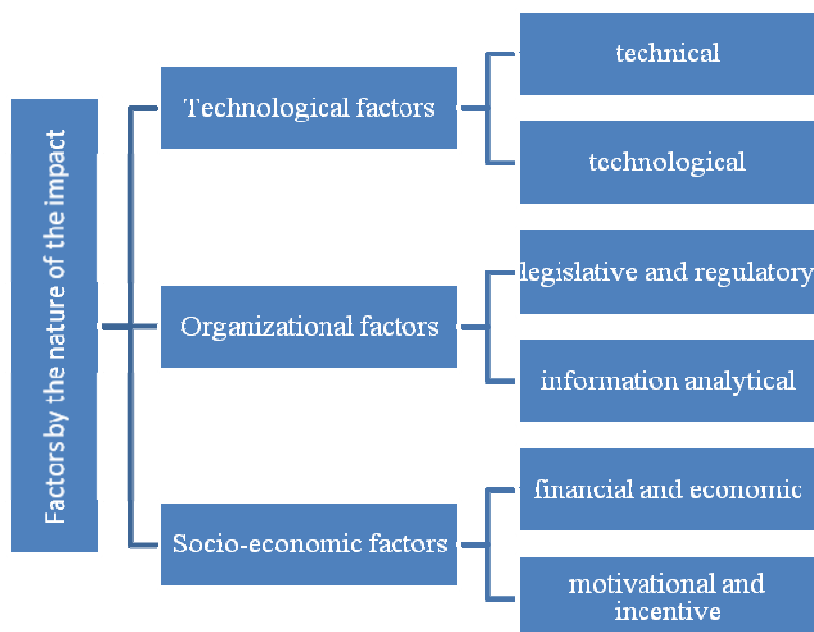 Factors by the nature of the impact
Technological factors
technical
technological
Organizational factors
legislative and regulatory
information analytical
Socio-economic factors
financial and economic
motivational and
incentive